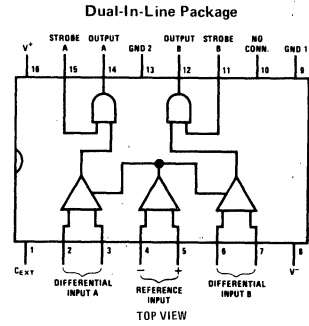 Dual-In-Line Package
STROBE OUTPUT OUTPUT STROBE NO
V+ A A GND 2 B B CONN. GND 1
16 15 14 13 12 11 10 9
1 2 3 4 5 6 7 8
CEXT − + V−
DIFFERENTIAL REFERENCE DIFFERENTIAL
INPUT A INPUT INPUT B
TOP VIEW